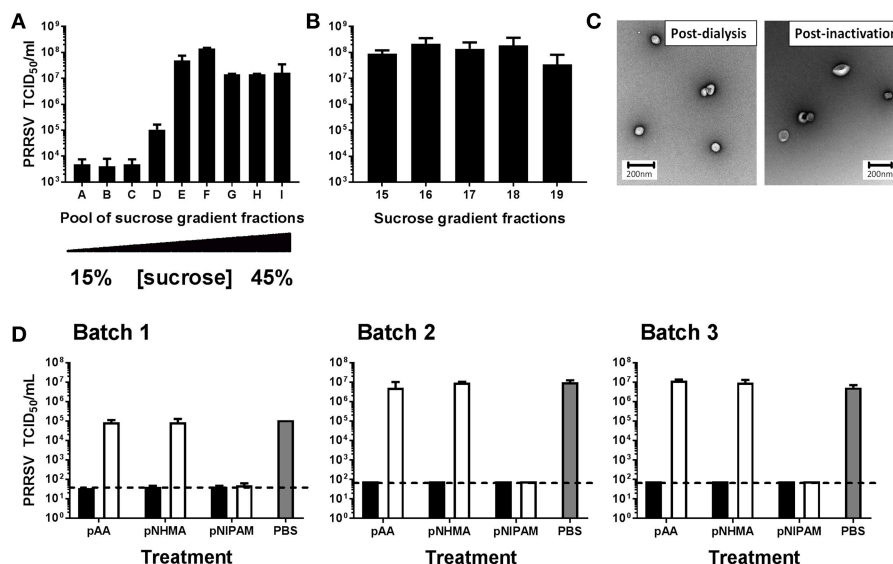 A
PRRSV TCID₅₀/ml
10⁹
10⁸
10⁷
10⁶
10⁵
10⁴
10³
A B C D E F G H I
Pool of sucrose gradient fractions
15% [sucrose] 45%
B
10⁹
10⁸
10⁷
10⁶
10⁵
10⁴
10³
15 16 17 18 19
Sucrose gradient fractions
C
Post-dialysis
200nm
Post-inactivation
200nm
D
Batch 1
PRRSV TCID₅₀/mL
10⁸
10⁷
10⁶
10⁵
10⁴
10³
10²
10¹
10⁰
pAA pNHMA pNIPAM PBS
Treatment
Batch 2
10⁸
10⁷
10⁶
10⁵
10⁴
10³
10²
10¹
10⁰
pAA pNHMA pNIPAM PBS
Treatment
Batch 3
10⁸
10⁷
10⁶
10⁵
10⁴
10³
10²
10¹
10⁰
pAA pNHMA pNIPAM PBS
Treatment